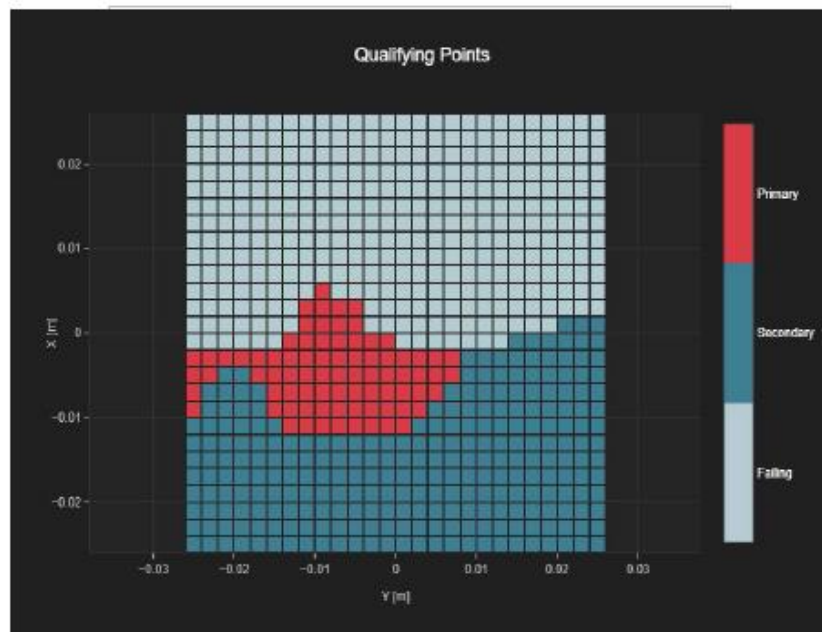 Qualifying Points
0.02
0.01
0
−0.01
−0.02
X [m]
−0.03
−0.02
−0.01
0
0.01
0.02
0.03
Y [m]
Primary
Secondary
Failing